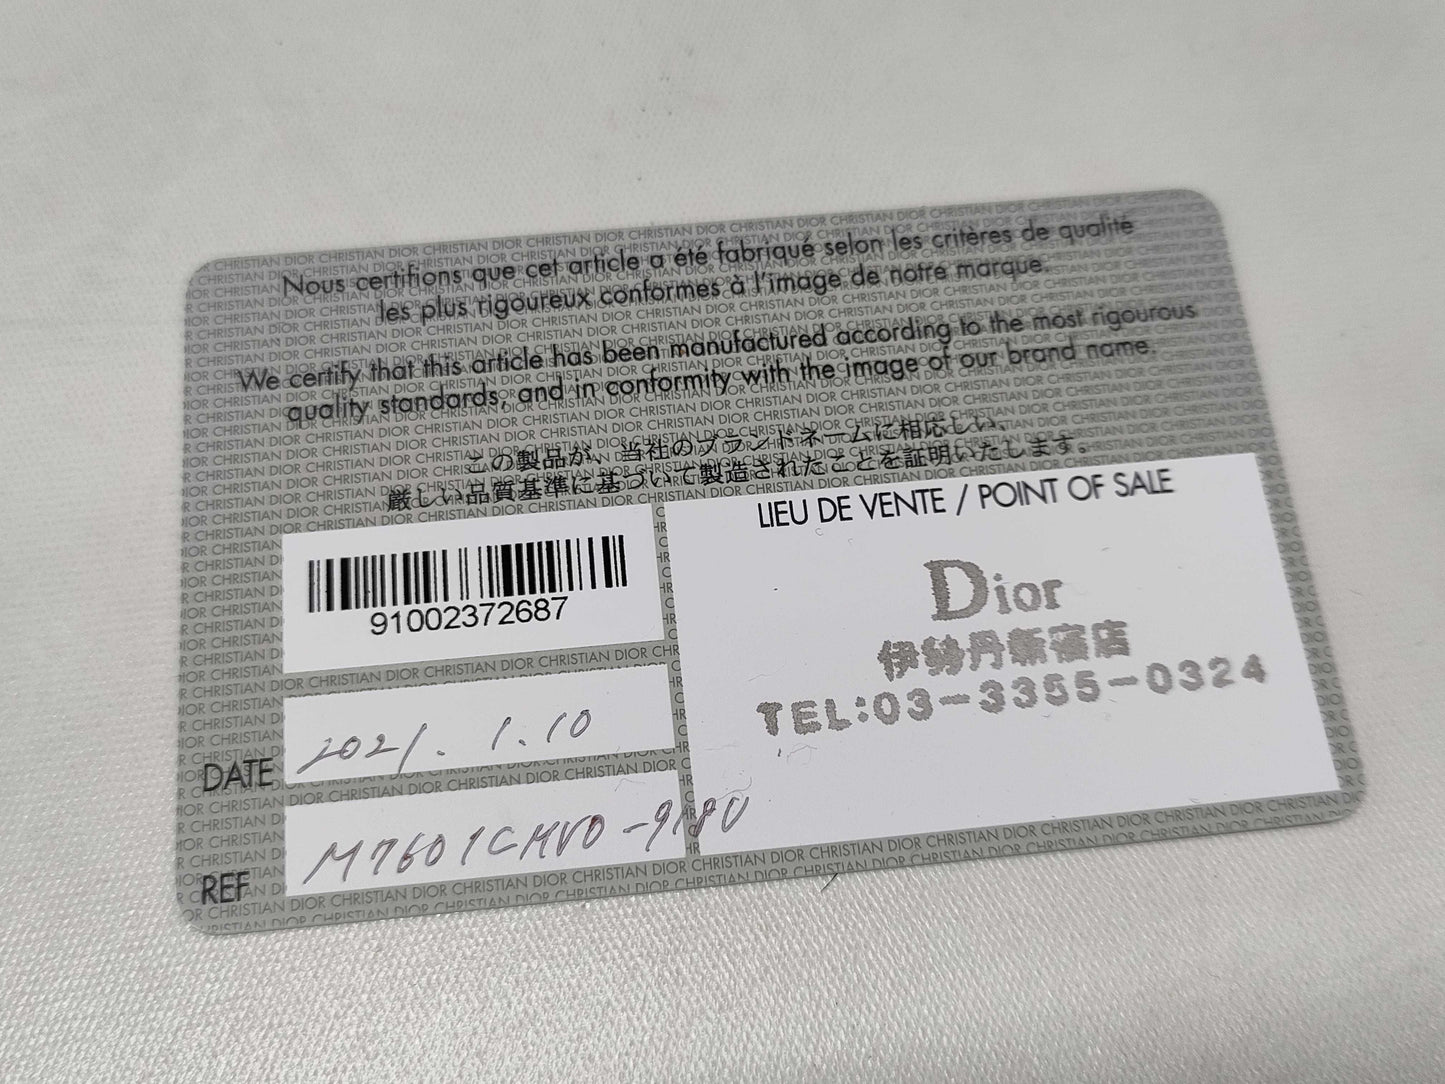 Nous certifions que cet article a été fabriqué selon les critères de qualité
les plus rigoureux conformes à l'image de notre marque.
We certify that this article has been manufactured according to the most rigourous
quality standards, and in conformity with the image of our brand name.
この製品が、当社のブランドネームに相応しい、
厳しい品質基準に基づいて製造されたことを証明いたします。
91002372687
DATE 2021. 1. 10
REF M7601CMVO-918U
LIEU DE VENTE / POINT OF SALE
Dior
伊勢丹新宿店
TEL:03-3355-0324